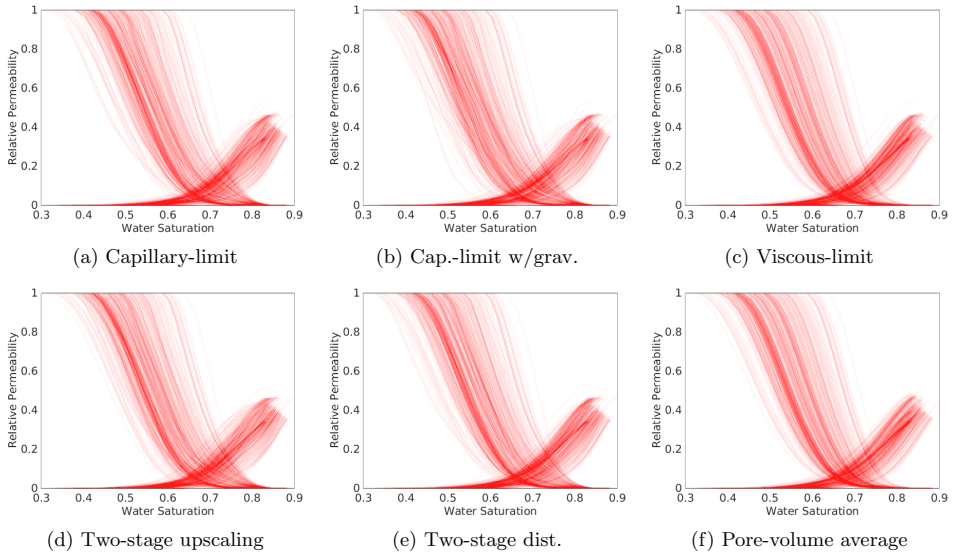 1
0.8
0.6
0.4
0.2
0
Relative Permeability
0.3 0.4 0.5 0.6 0.7 0.8 0.9
Water Saturation
(a) Capillary-limit
1
0.8
0.6
0.4
0.2
0
Relative Permeability
0.3 0.4 0.5 0.6 0.7 0.8 0.9
Water Saturation
(b) Cap.-limit w/grav.
1
0.8
0.6
0.4
0.2
0
Relative Permeability
0.3 0.4 0.5 0.6 0.7 0.8 0.9
Water Saturation
(c) Viscous-limit
1
0.8
0.6
0.4
0.2
0
Relative Permeability
0.3 0.4 0.5 0.6 0.7 0.8 0.9
Water Saturation
(d) Two-stage upscaling
1
0.8
0.6
0.4
0.2
0
Relative Permeability
0.3 0.4 0.5 0.6 0.7 0.8 0.9
Water Saturation
(e) Two-stage dist.
1
0.8
0.6
0.4
0.2
0
Relative Permeability
0.3 0.4 0.5 0.6 0.7 0.8 0.9
Water Saturation
(f) Pore-volume average